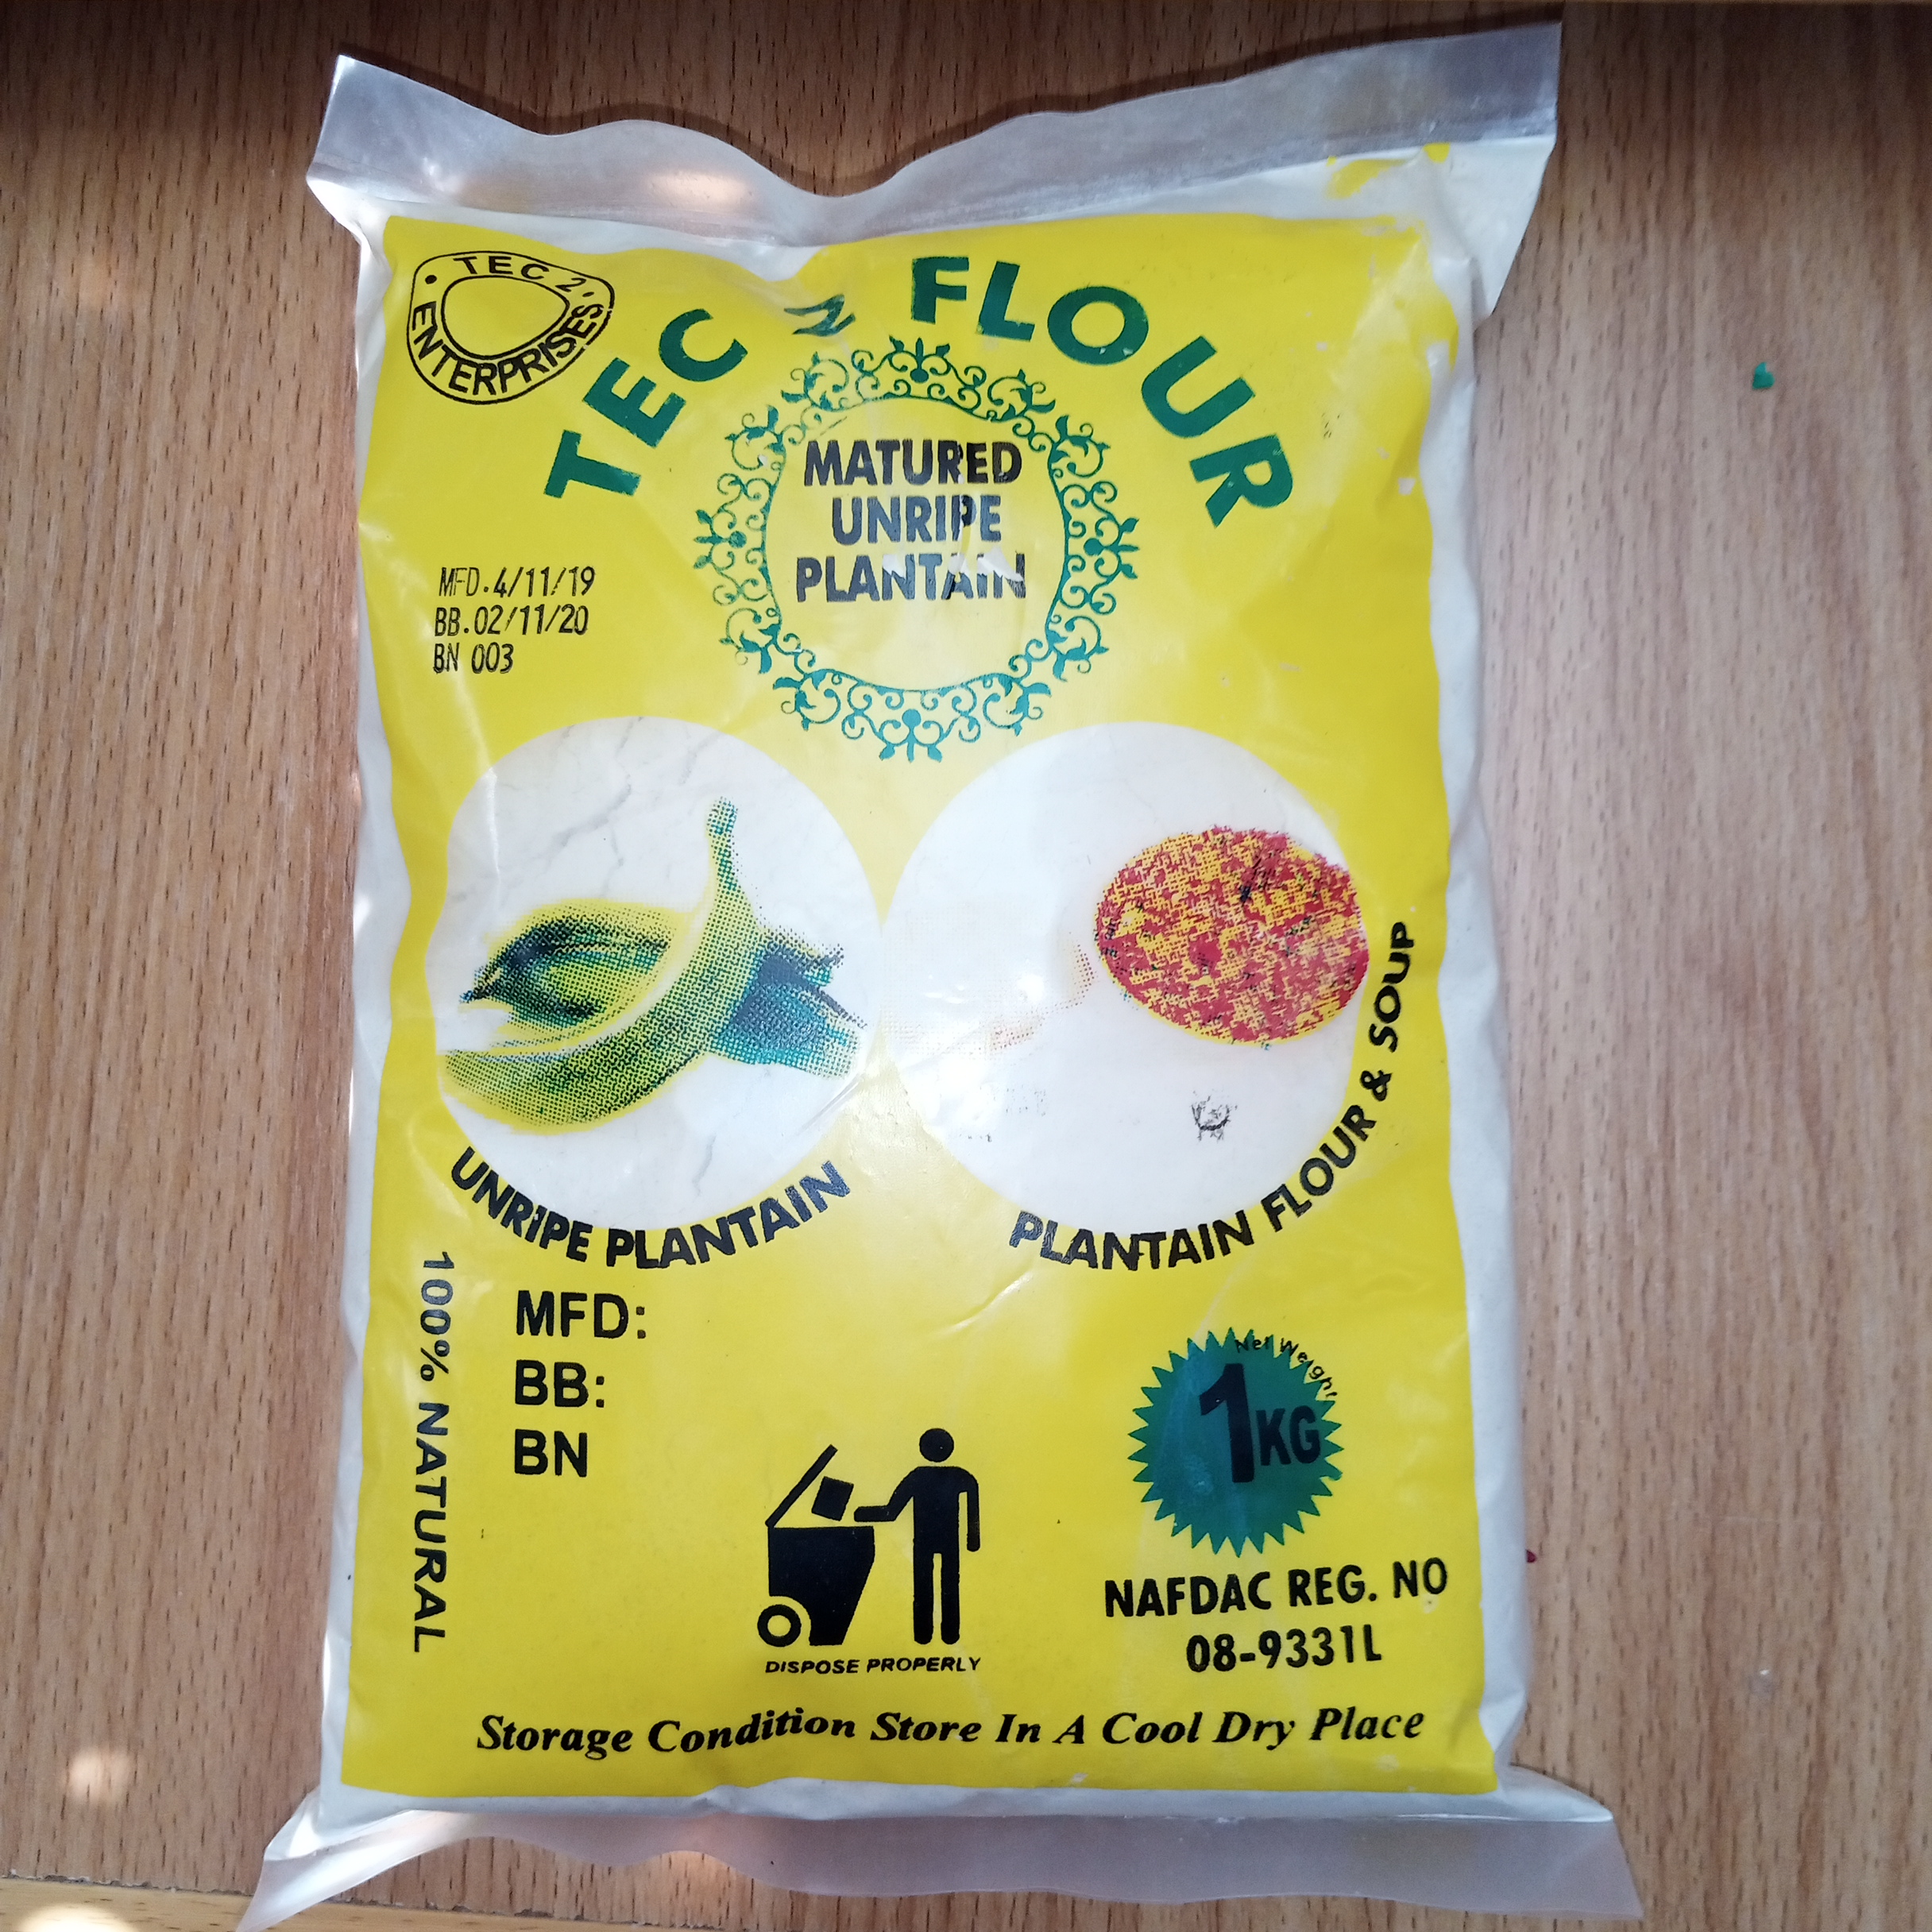 TEC 2
ENTERPRISES
TEC 2 FLOUR
MATURED
UNRIPE
PLANTAIN
MFD.4/11/19
BB.02/11/20
BN 003
UNRIPE PLANTAIN
PLANTAIN FLOUR & SOUP
100% NATURAL
MFD:
BB:
BN
Net Weight
1KG
DISPOSE PROPERLY
NAFDAC REG. NO
08-9331L
Storage Condition Store In A Cool Dry Place